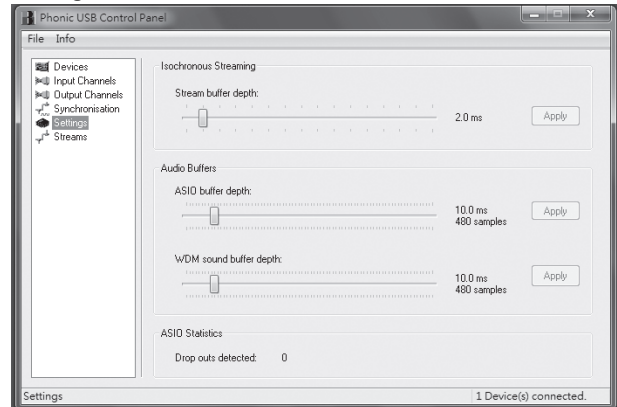 Phonic USB Control Panel
File Info
Devices
Input Channels
Output Channels
Synchronisation
Settings
Streams
Isochronous Streaming
Stream buffer depth:
2.0 ms
Apply
Audio Buffers
ASIO buffer depth:
10.0 ms
480 samples
Apply
WDM sound buffer depth:
10.0 ms
480 samples
Apply
ASIO Statistics
Drop outs detected: 0
Settings
1 Device(s) connected.